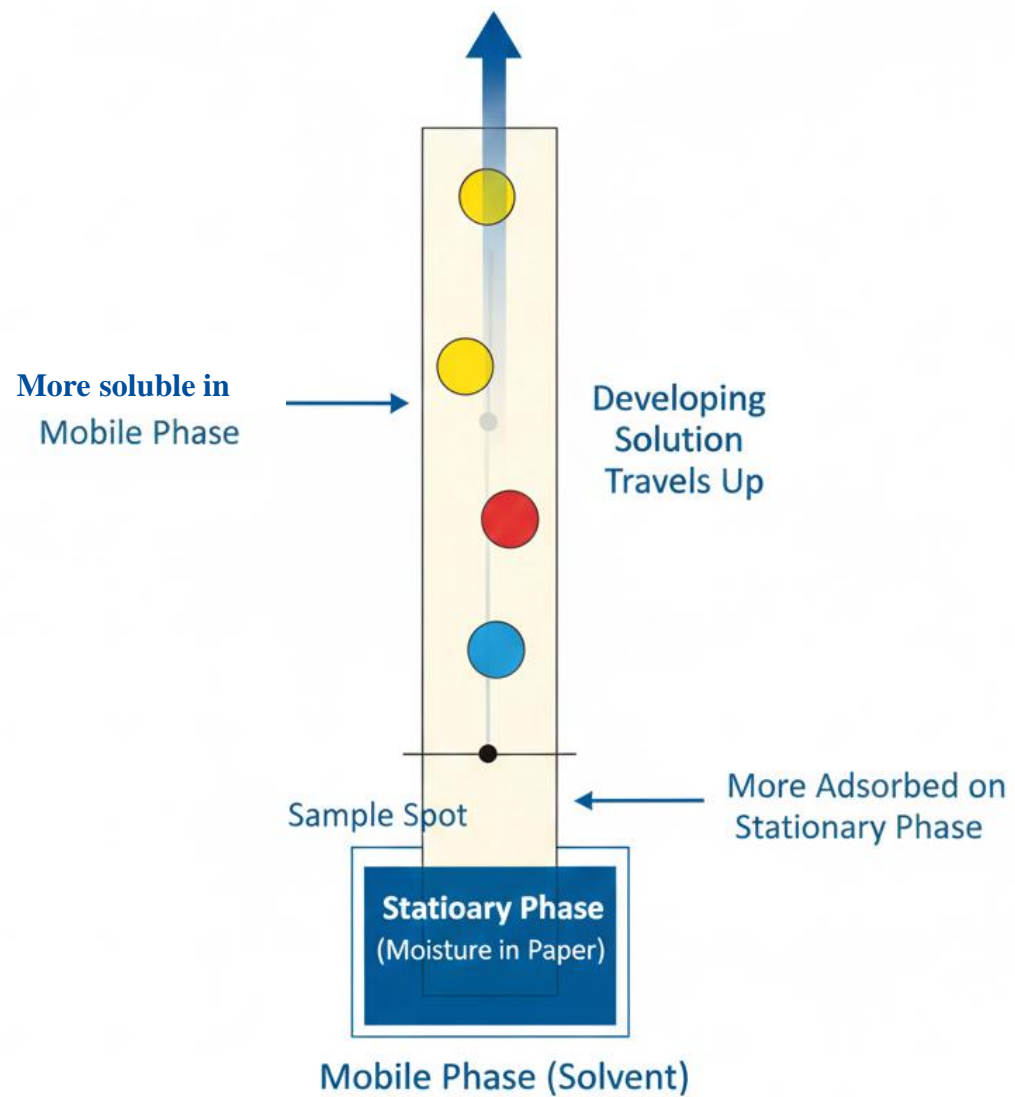 More soluble in
Mobile Phase
Developing
Solution
Travels Up
More Adsorbed on
Stationary Phase
Sample Spot
Statioary Phase
(Moisture in Paper)
Mobile Phase (Solvent)